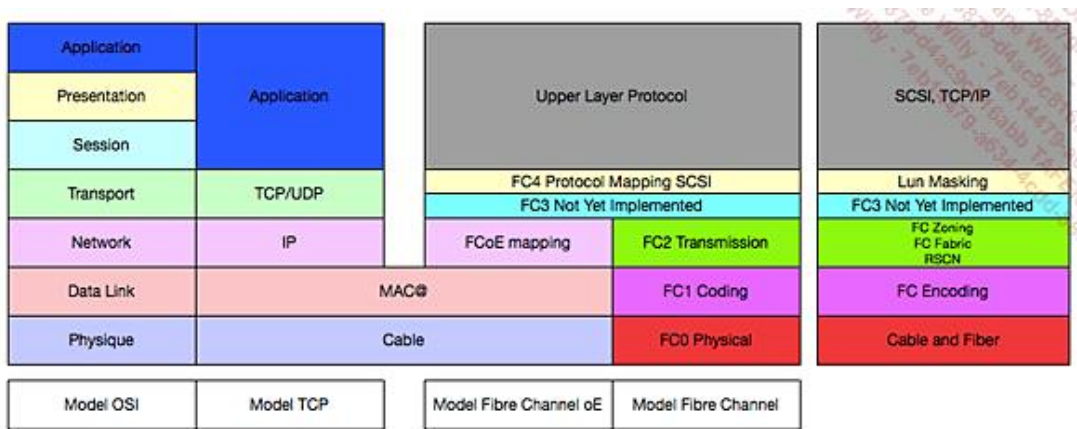 Application
Presentation
Session
Transport
Network
Data Link
Physique
Application
TCP/UDP
IP
MAC@
Cable
Upper Layer Protocol
FC4 Protocol Mapping SCSI
FC3 Not Yet Implemented
FCoE mapping
FC2 Transmission
FC1 Coding
FC0 Physical
SCSI, TCP/IP
Lun Masking
FC3 Not Yet Implemented
FC Zoning
FC Fabric
RSCN
FC Encoding
Cable and Fiber
Model OSI
Model TCP
Model Fibre Channel oE
Model Fibre Channel